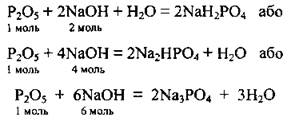 P₂O₅ + 2NaOH + H₂O = 2NaH₂PO₄ або
1 моль 2 моль
P₂O₅ + 4NaOH = 2Na₂HPO₄ + H₂O або
1 моль 4 моль
P₂O₅ + 6NaOH = 2Na₃PO₄ + 3H₂O
1 моль 6 моль